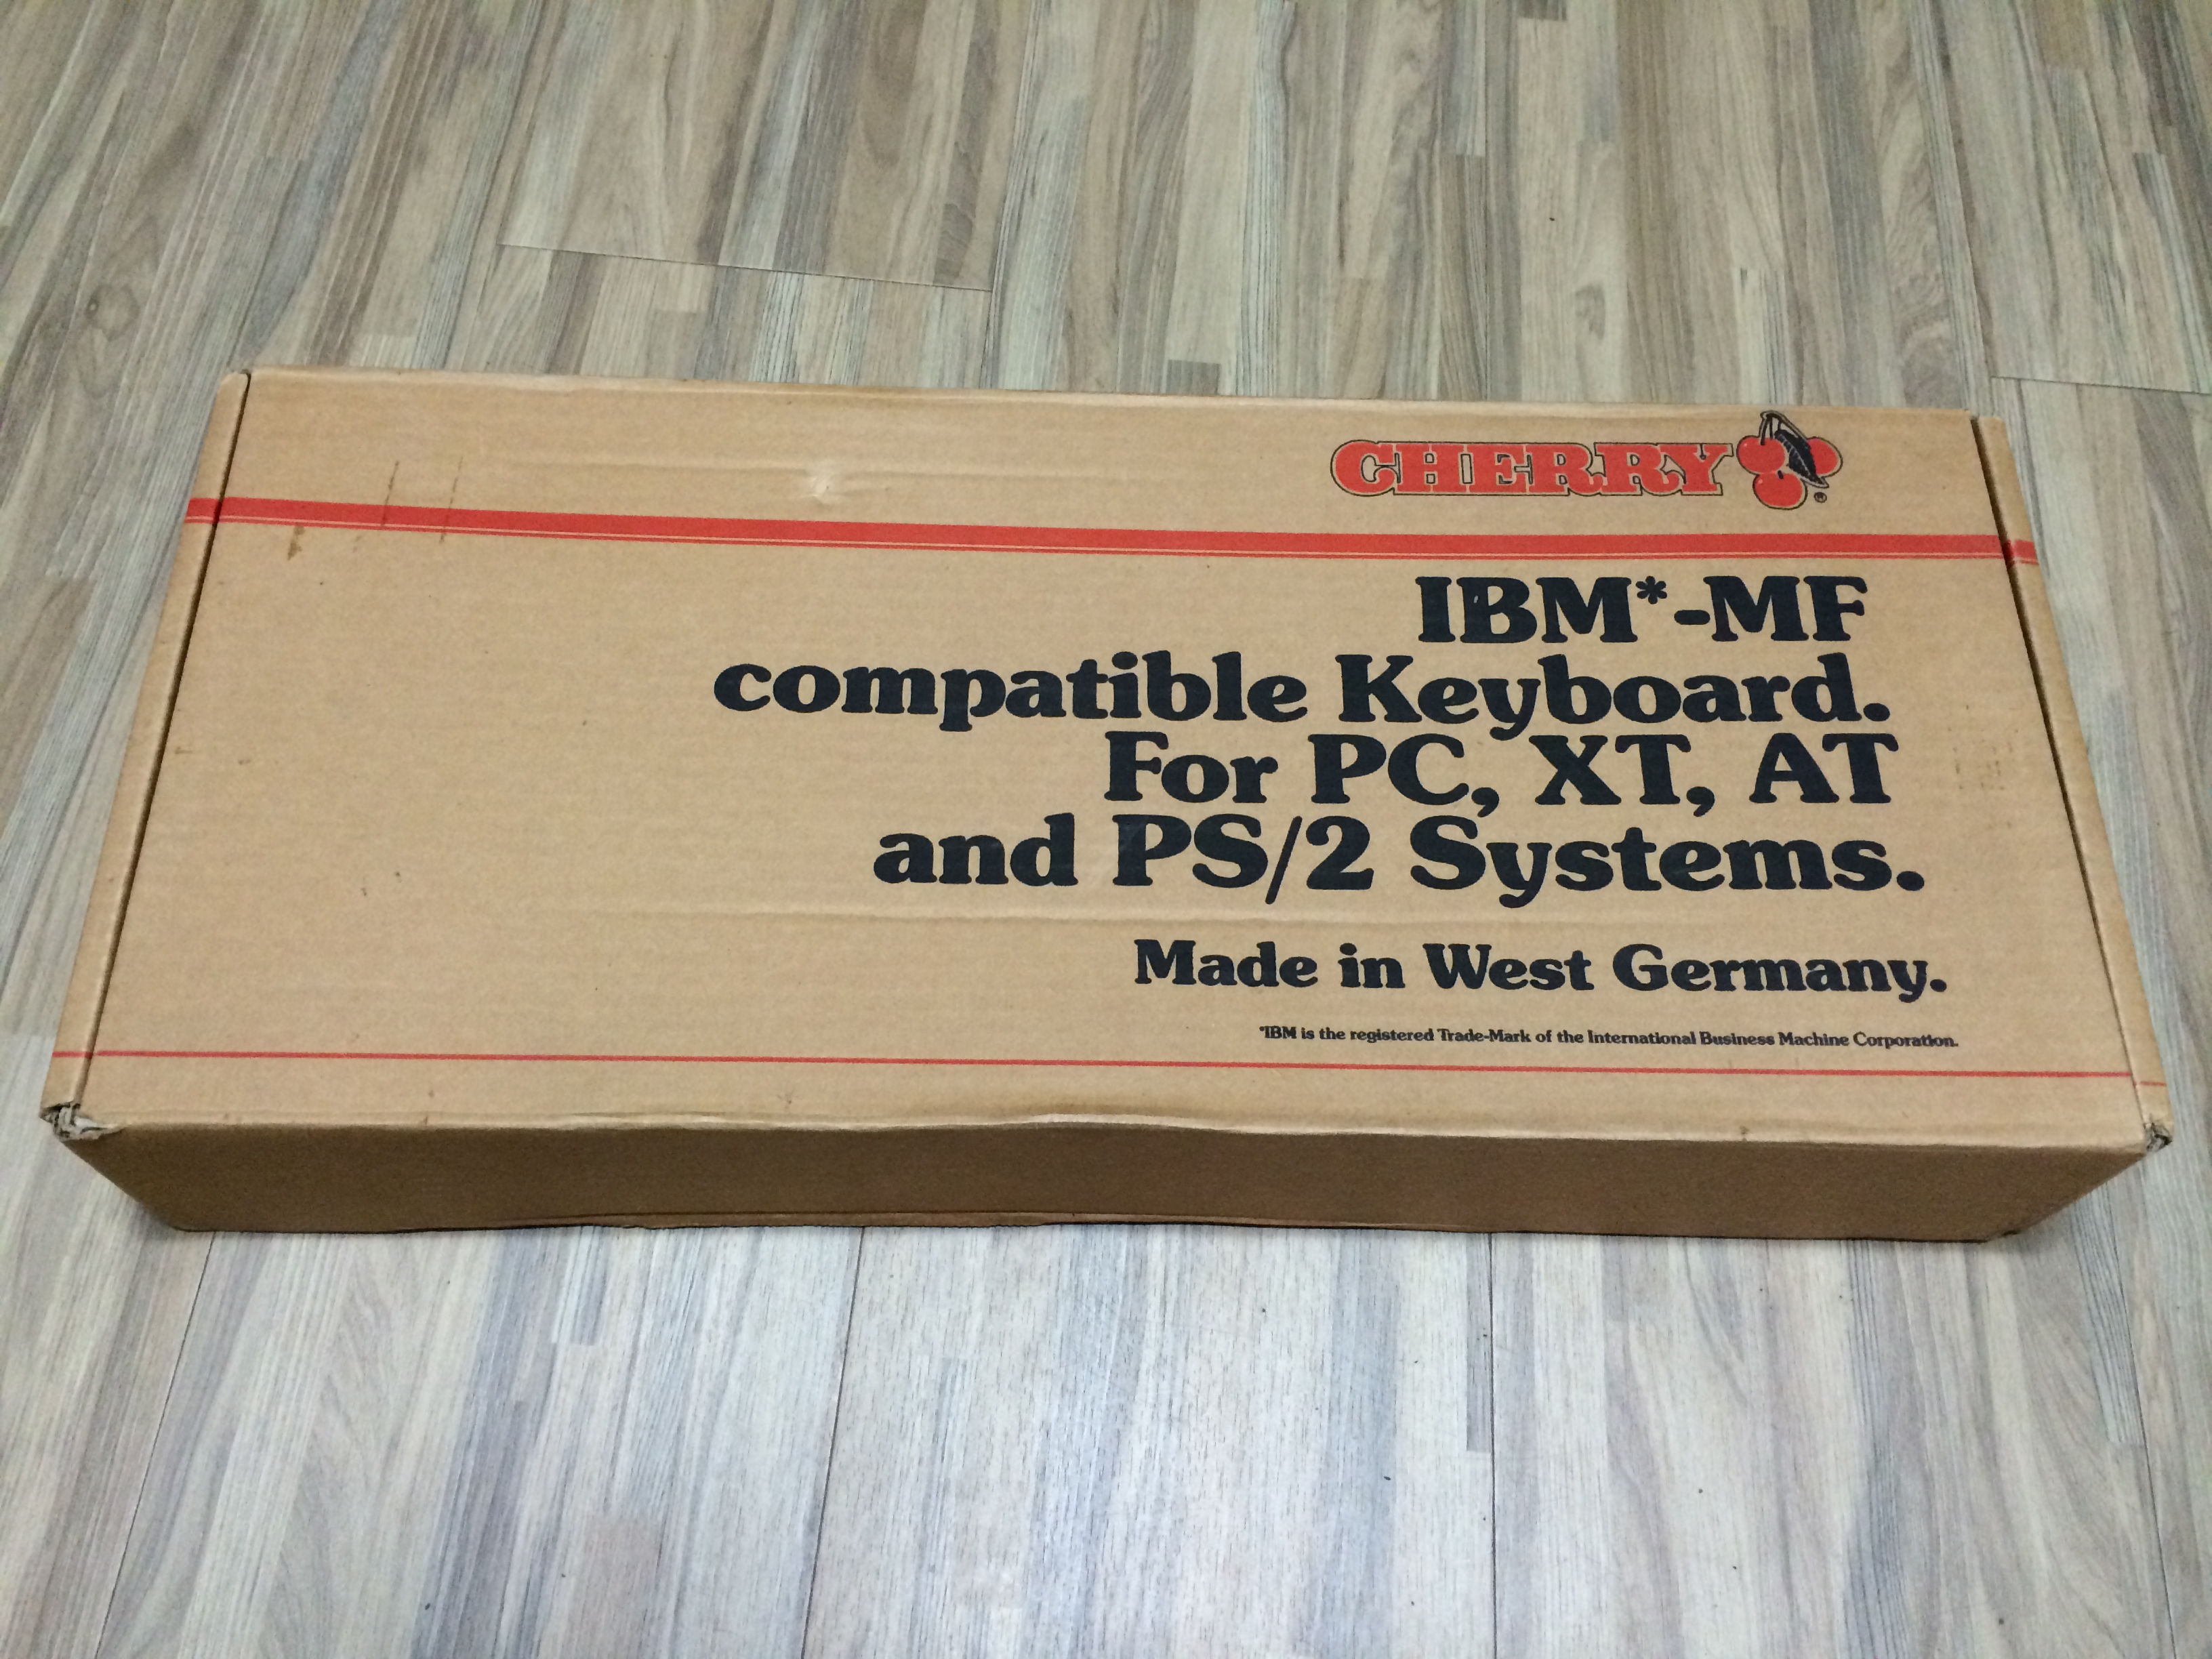 CHERRY ®
IBM*-MF
compatible Keyboard.
For PC, XT, AT
and PS/2 Systems.
Made in West Germany.
*IBM is the registered Trade-Mark of the International Business Machine Corporation.